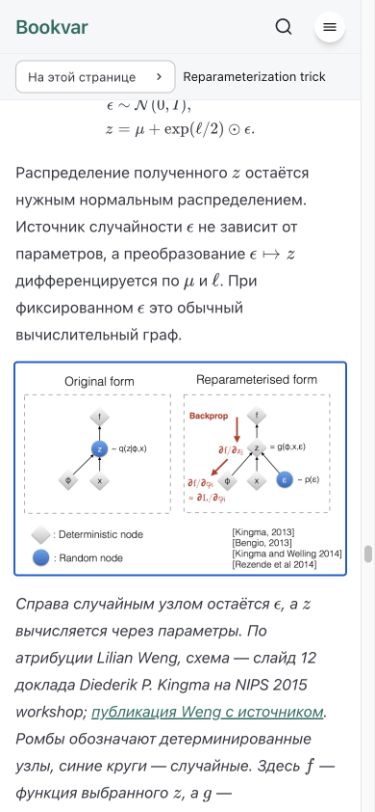 Bookvar
На этой странице
Reparameterization trick
ϵ ∼ N(0, I),
z = μ + exp(ℓ/2) ⊙ ϵ.
Распределение полученного z остаётся
нужным нормальным распределением.
Источник случайности ϵ не зависит от
параметров, а преобразование ϵ ↦ z
дифференцируется по μ и ℓ. При
фиксированном ϵ это обычный
вычислительный граф.
Original form
Reparameterised form
f
z
~ q(z|φ,x)
φ
x
Backprop
f
∂f/∂zᵢ
z
= g(φ,x,ε)
∂f/∂φᵢ
φ
x
ε
~ p(ε)
= ∂L/∂φᵢ
: Deterministic node
: Random node
[Kingma, 2013]
[Bengio, 2013]
[Kingma and Welling 2014]
[Rezende et al 2014]
Справа случайным узлом остаётся ϵ, а z
вычисляется через параметры. По
атрибуции Lilian Weng, схема — слайд 12
доклада Diederik P. Kingma на NIPS 2015
workshop; публикация Weng с источником.
Ромбы обозначают детерминированные
узлы, синие круги — случайные. Здесь f —
функция выбранного z, а g —